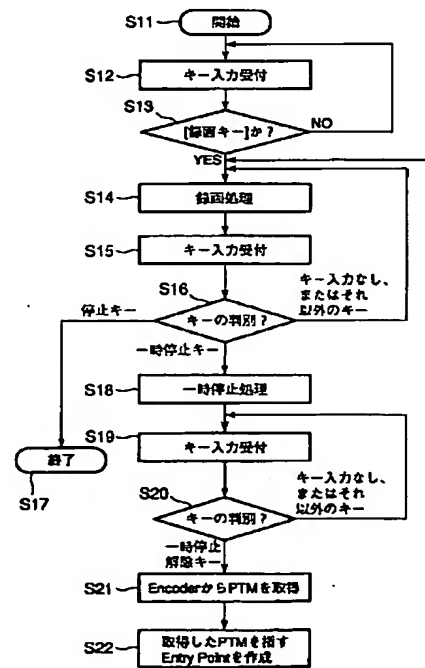 S11
開始
S12
キー入力受付
S13
[録画キー]か?
NO
YES
S14
録画処理
S15
キー入力受付
S16
キーの判別?
停止キー
キー入力なし、
またはそれ
以外のキー
一時停止キー
S18
一時停止処理
S19
キー入力受付
終了
S17
S20
キーの判別?
キー入力なし、
またはそれ
以外のキー
一時停止
解除キー
S21
EncoderからPTMを取得
S22
取得したPTMを指す
Entry Pointを作成